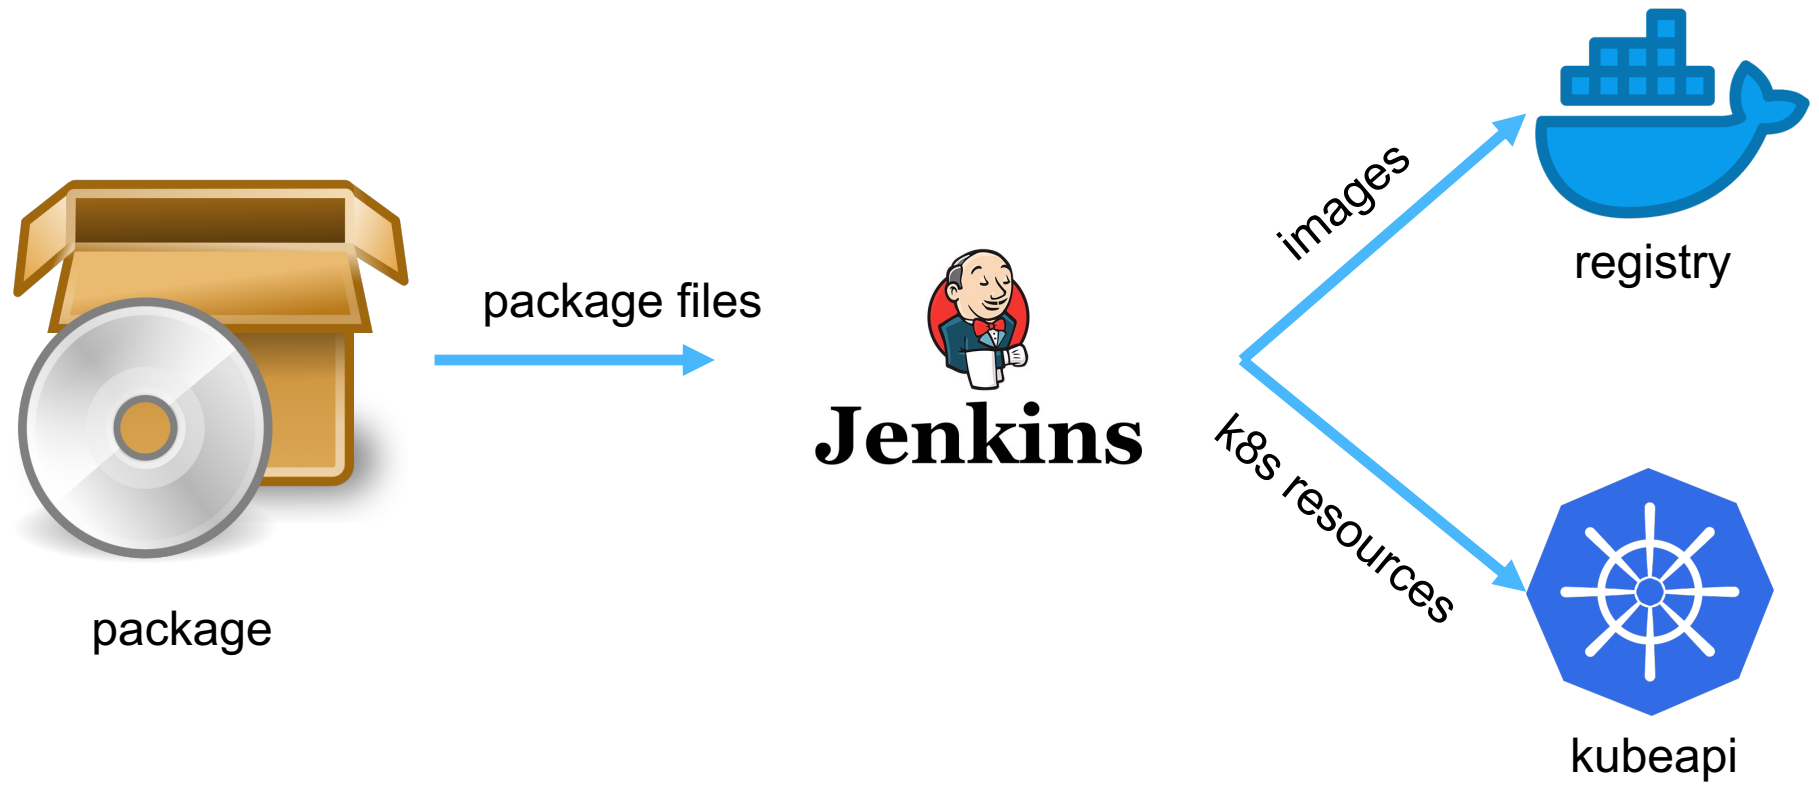 package
package files
Jenkins
images
k8s resources
registry
kubeapi